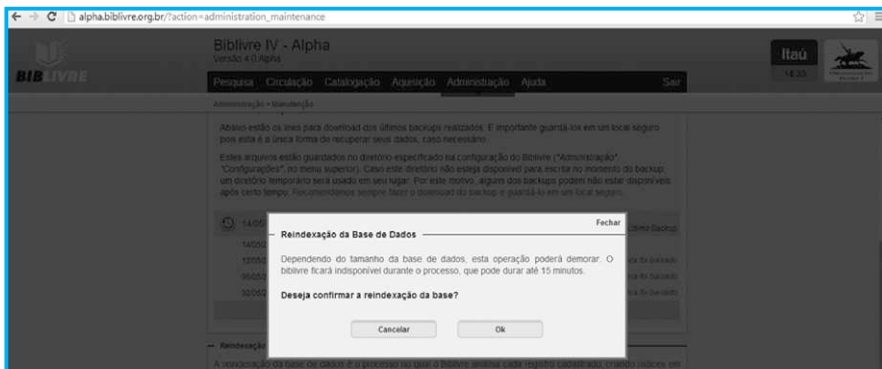 alpha.biblivre.org.br/?action=administration_maintenance
Biblivre IV - Alpha
Versão 4.0 Alpha
Itaú
BIBLIVRE
Pesquisa Circulação Catalogação Aquisição Administração Ajuda Sair
Administração > Manutenção
Abaixo estão os links para download dos últimos backups realizados. É importante guardá-los em um local seguro
pois esta é a única forma de recuperar seus dados, caso necessário.
Estes arquivos estão guardados no diretório especificado na configuração do Biblivre ("Administração",
"Configurações", no menu superior). Caso este diretório não esteja disponível para escrita no momento do backup,
um diretório temporário será usado em seu lugar. Por este motivo, alguns dos backups podem não estar disponíveis
após certo tempo. Recomendamos sempre fazer o download do backup e guardá-lo em um local seguro.
Fechar
Reindexação da Base de Dados
Dependendo do tamanho da base de dados, esta operação poderá demorar. O
biblivre ficará indisponível durante o processo, que pode durar até 15 minutos.
Deseja confirmar a reindexação da base?
Cancelar Ok
Reindexação
A reindexação da base de dados é o processo no qual o Biblivre analisa cada registro cadastrado, criando índices em